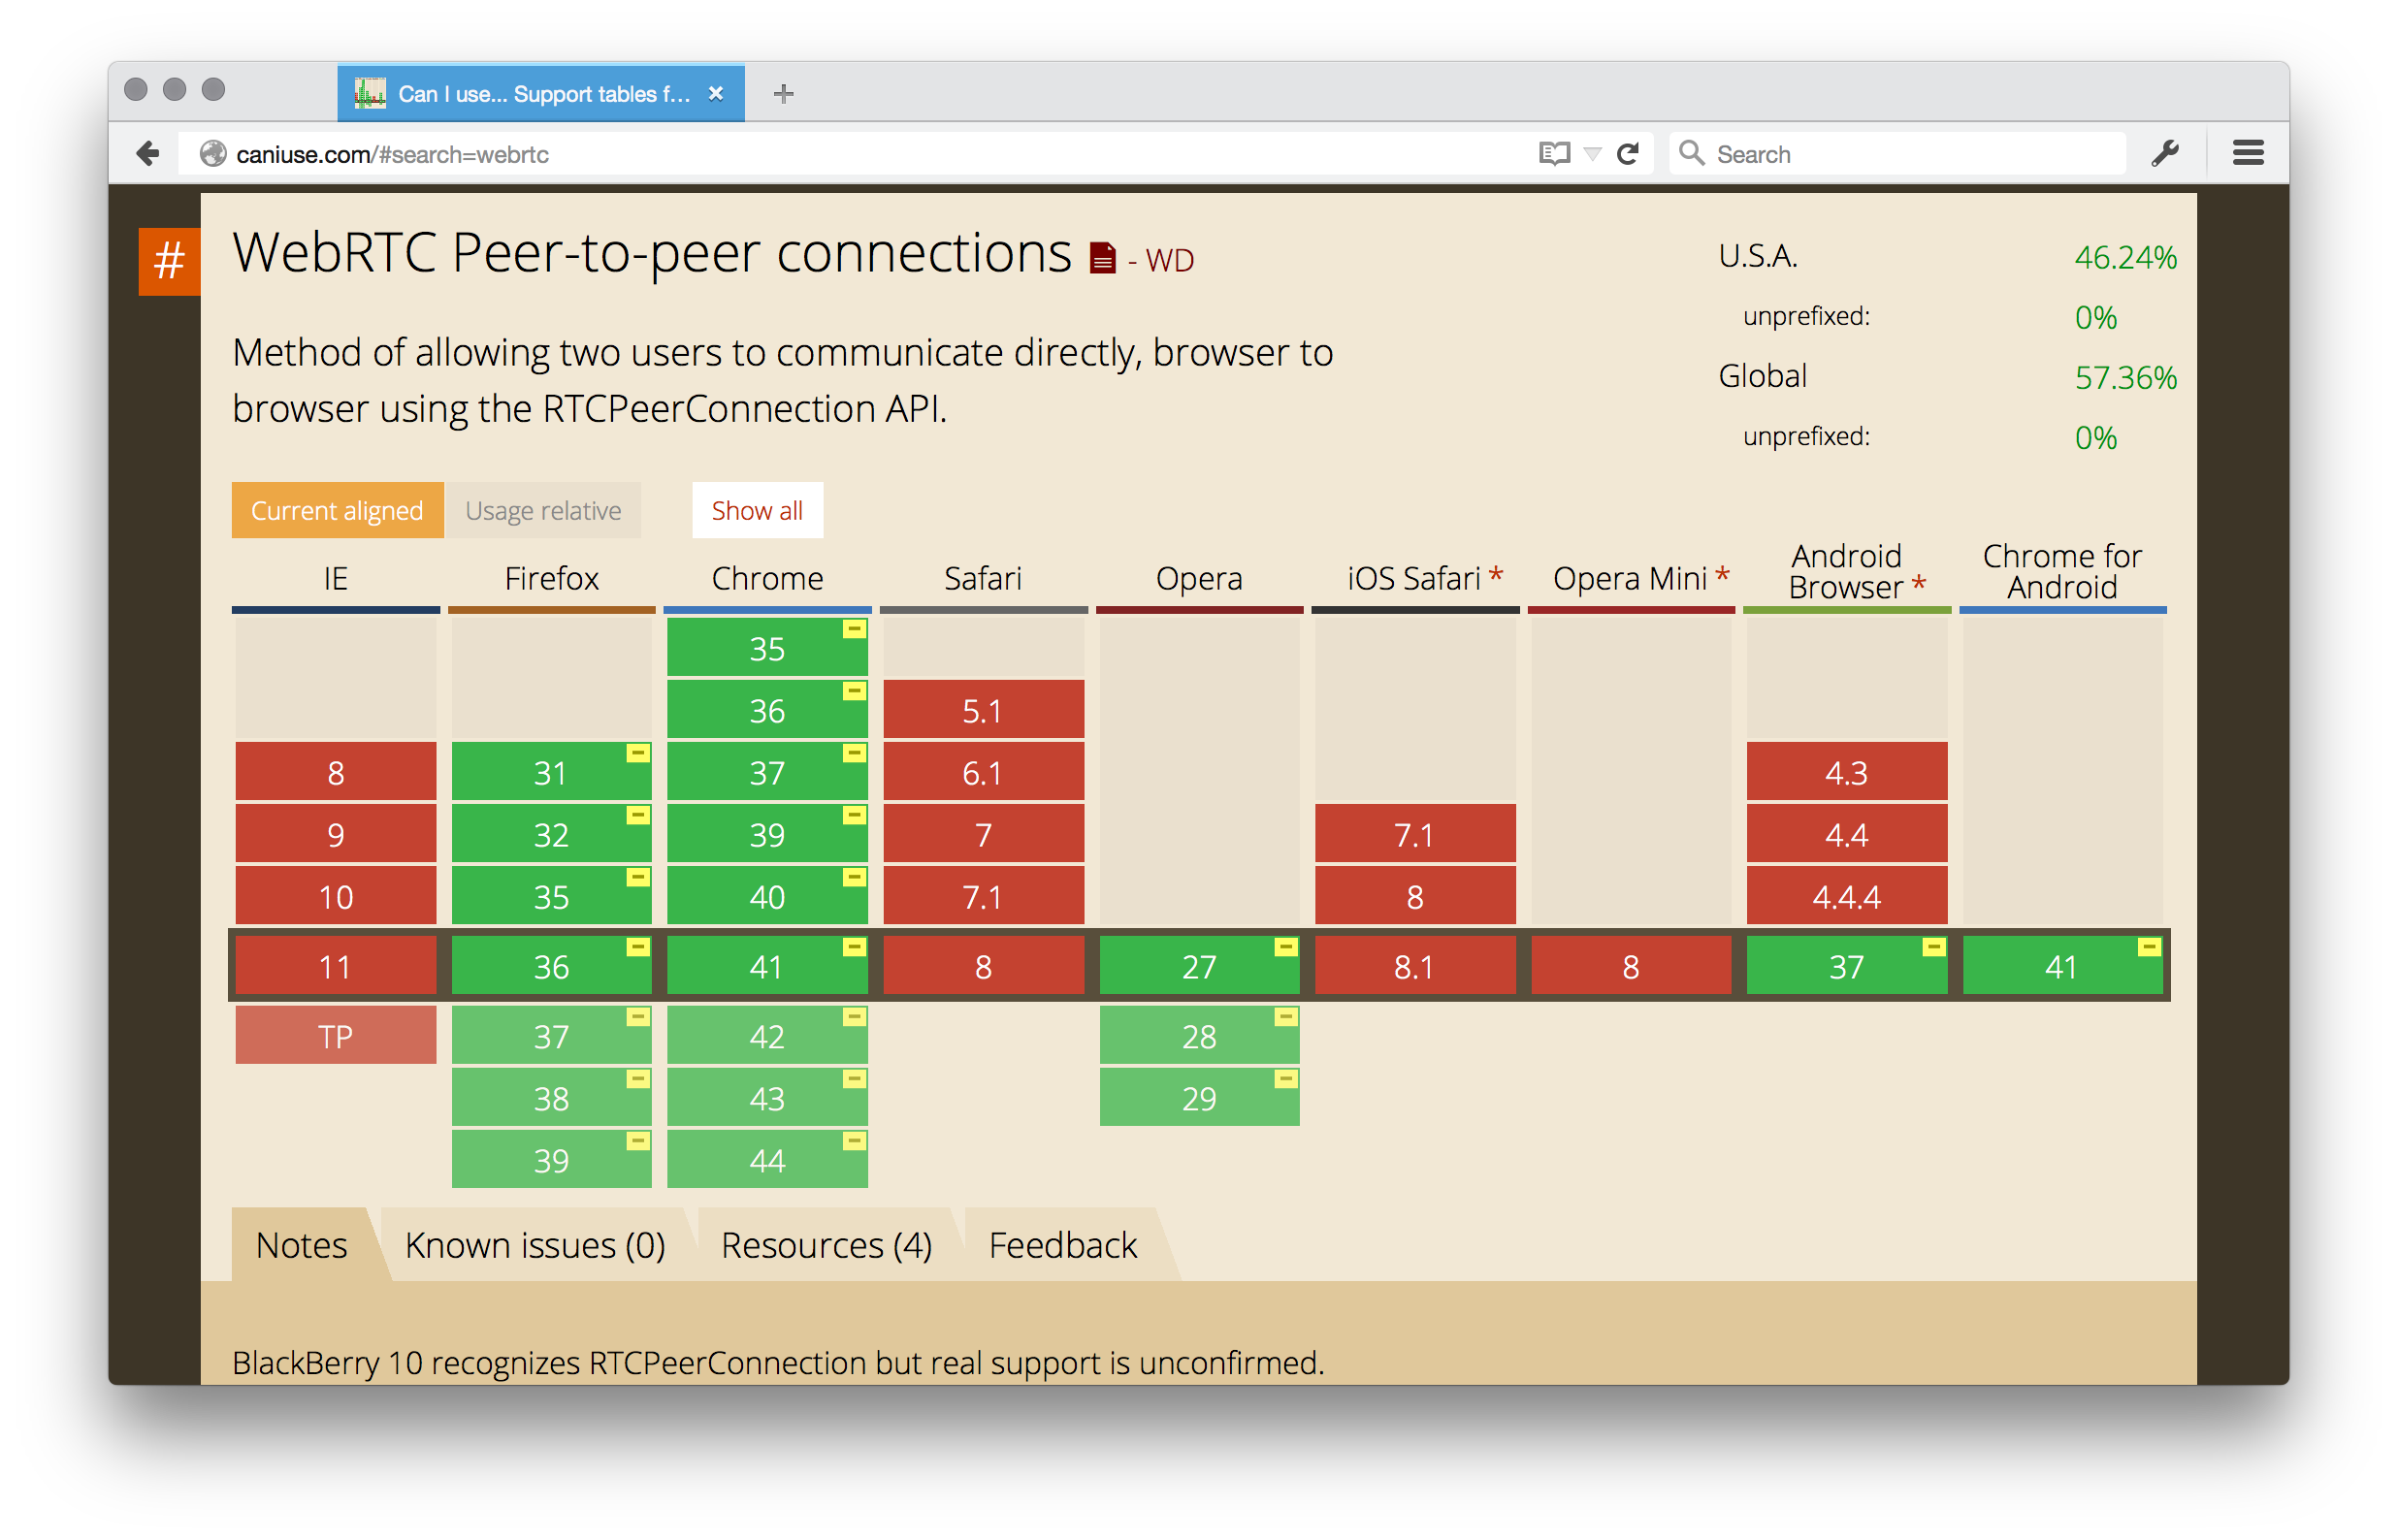 Can I use... Support tables f...
caniuse.com/#search=webrtc
Search
#
WebRTC Peer-to-peer connections - WD
Method of allowing two users to communicate directly, browser to
browser using the RTCPeerConnection API.
U.S.A. 46.24%
unprefixed: 0%
Global 57.36%
unprefixed: 0%
Current aligned Usage relative Show all
IE Firefox Chrome Safari Opera iOS Safari * Opera Mini * Android Browser * Chrome for Android
35
36 5.1
8 31 37 6.1 4.3
9 32 39 7 7.1 4.4
10 35 40 7.1 8 4.4.4
11 36 41 8 27 8.1 8 37 41
TP 37 42 28
38 43 29
39 44
Notes Known issues (0) Resources (4) Feedback
BlackBerry 10 recognizes RTCPeerConnection but real support is unconfirmed.